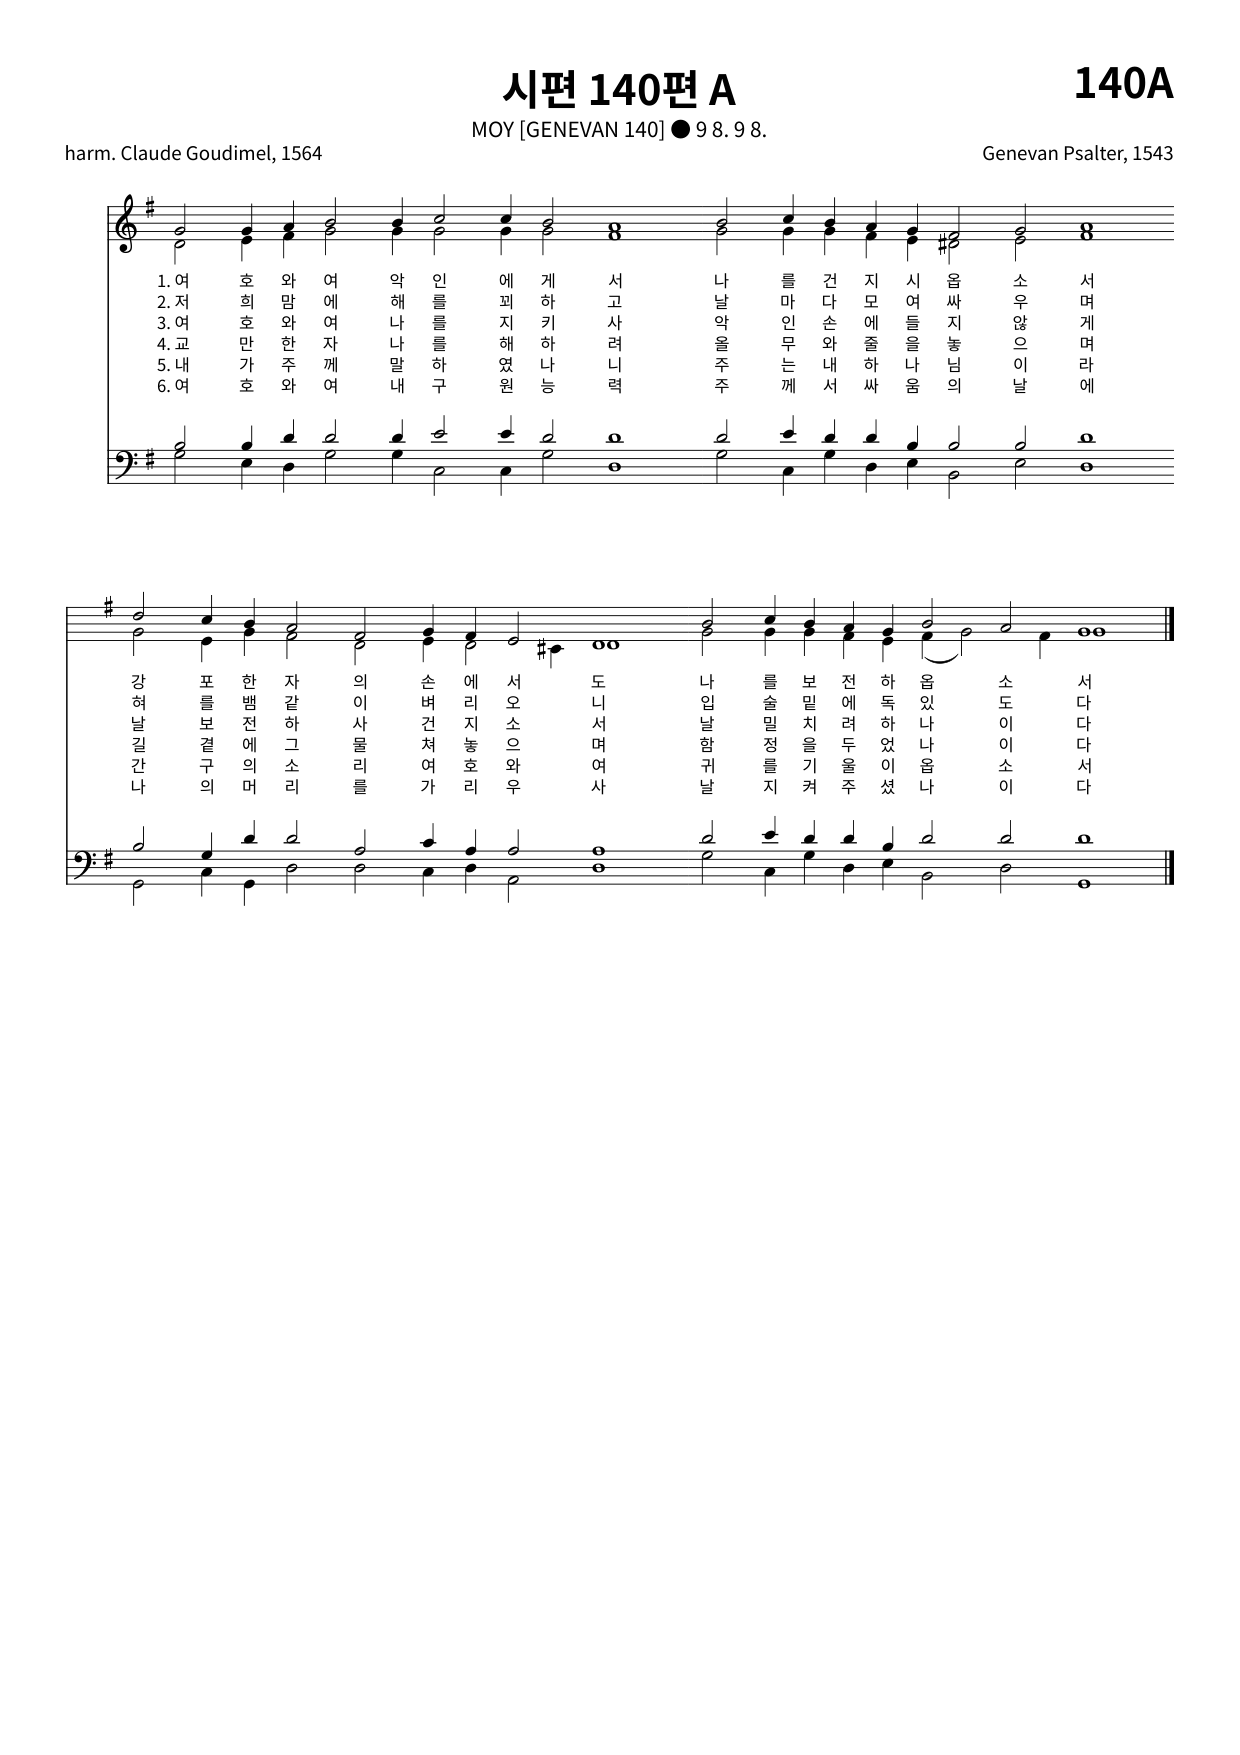 시편 140편 A
140A
MOY [GENEVAN 140] ● 9 8. 9 8.
harm. Claude Goudimel, 1564
Genevan Psalter, 1543
1. 여 호 와 여 악 인 에 게 서 나 를 건 지 시 옵 소 서
2. 저 희 맘 에 해 를 꾀 하 고 날 마 다 모 여 싸 우 며
3. 여 호 와 여 나 를 지 키 사 악 인 손 에 들 지 않 게
4. 교 만 한 자 나 를 해 하 려 올 무 와 줄 을 놓 으 며
5. 내 가 주 께 말 하 였 나 니 주 는 내 하 나 님 이 라
6. 여 호 와 여 내 구 원 능 력 주 께 서 싸 움 의 날 에
강 포 한 자 의 손 에 서 도 나 를 보 전 하 옵 소 서
혀 를 뱀 같 이 벼 리 오 니 입 술 밑 에 독 있 도 다
날 보 전 하 사 건 지 소 서 날 밀 치 려 하 나 이 다
길 곁 에 그 물 쳐 놓 으 며 함 정 을 두 었 나 이 다
간 구 의 소 리 여 호 와 여 귀 를 기 울 이 옵 소 서
나 의 머 리 를 가 리 우 사 날 지 켜 주 셨 나 이 다